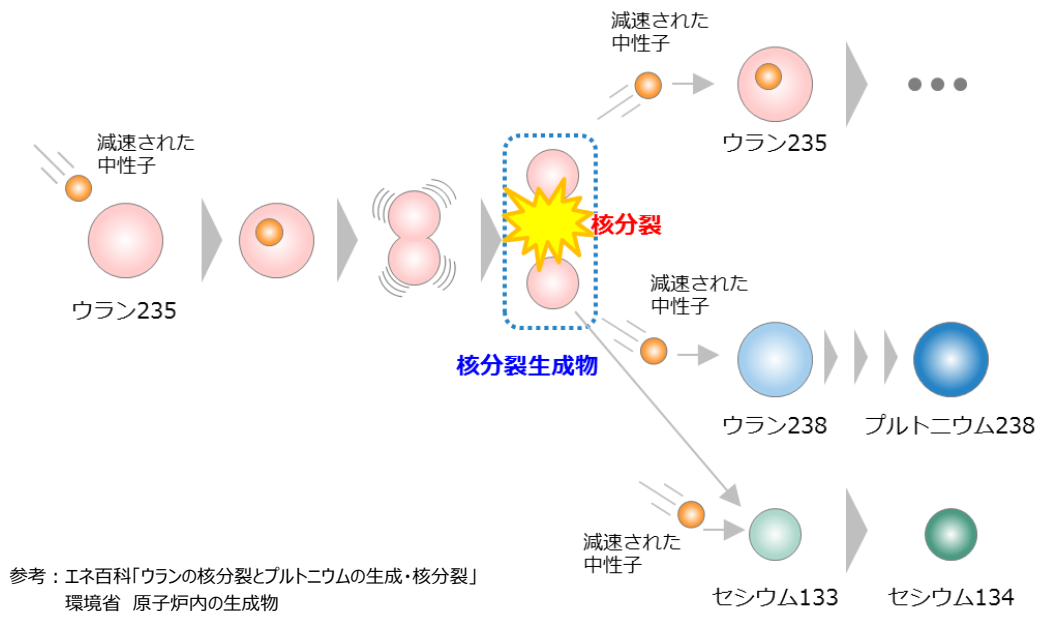 減速された
中性子
ウラン235
減速された
中性子
ウラン235
核分裂
核分裂生成物
減速された
中性子
ウラン238
プルトニウム238
減速された
中性子
セシウム133
セシウム134
参考：エネ百科「ウランの核分裂とプルトニウムの生成・核分裂」
環境省　原子炉内の生成物